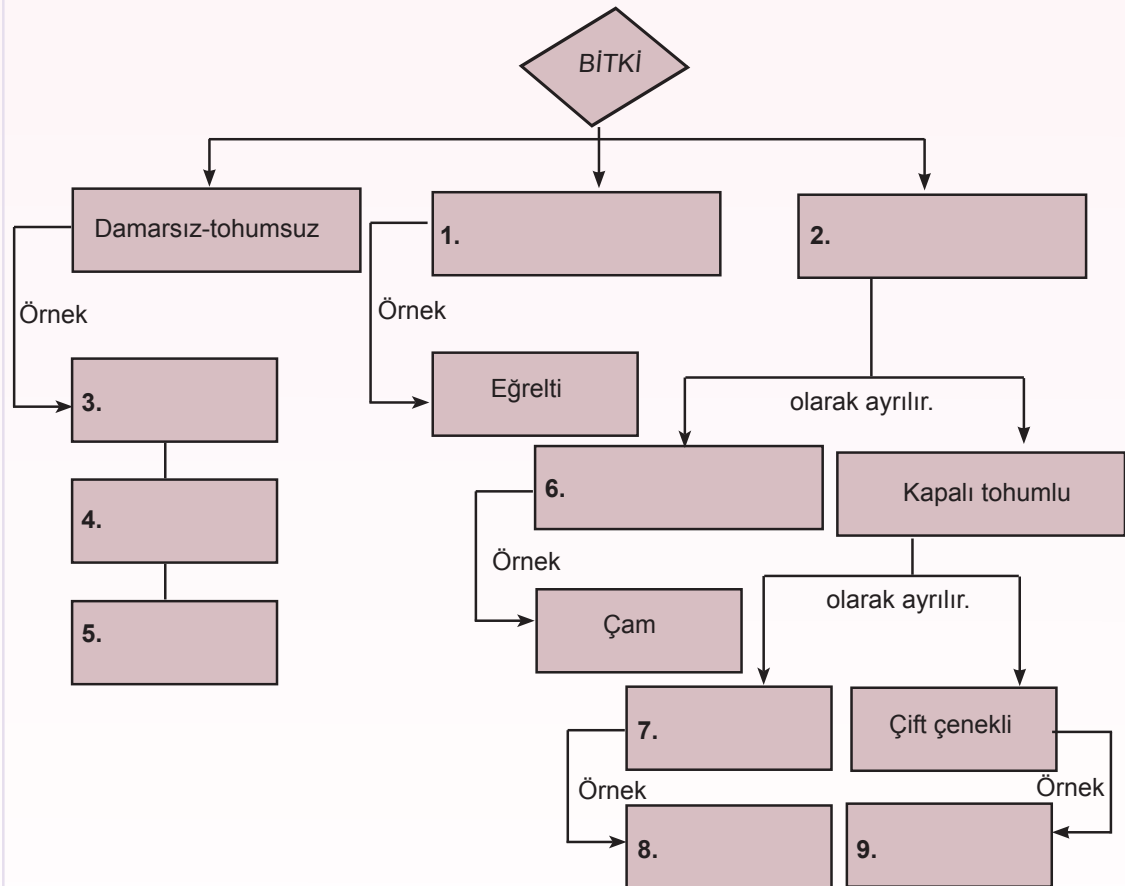 BİTKİ
Damarsız-tohumsuz
1.
2.
Örnek
Örnek
3.
Eğrelti
olarak ayrılır.
4.
6.
Kapalı tohumlu
Örnek
5.
Çam
olarak ayrılır.
7.
Çift çenekli
Örnek
Örnek
8.
9.